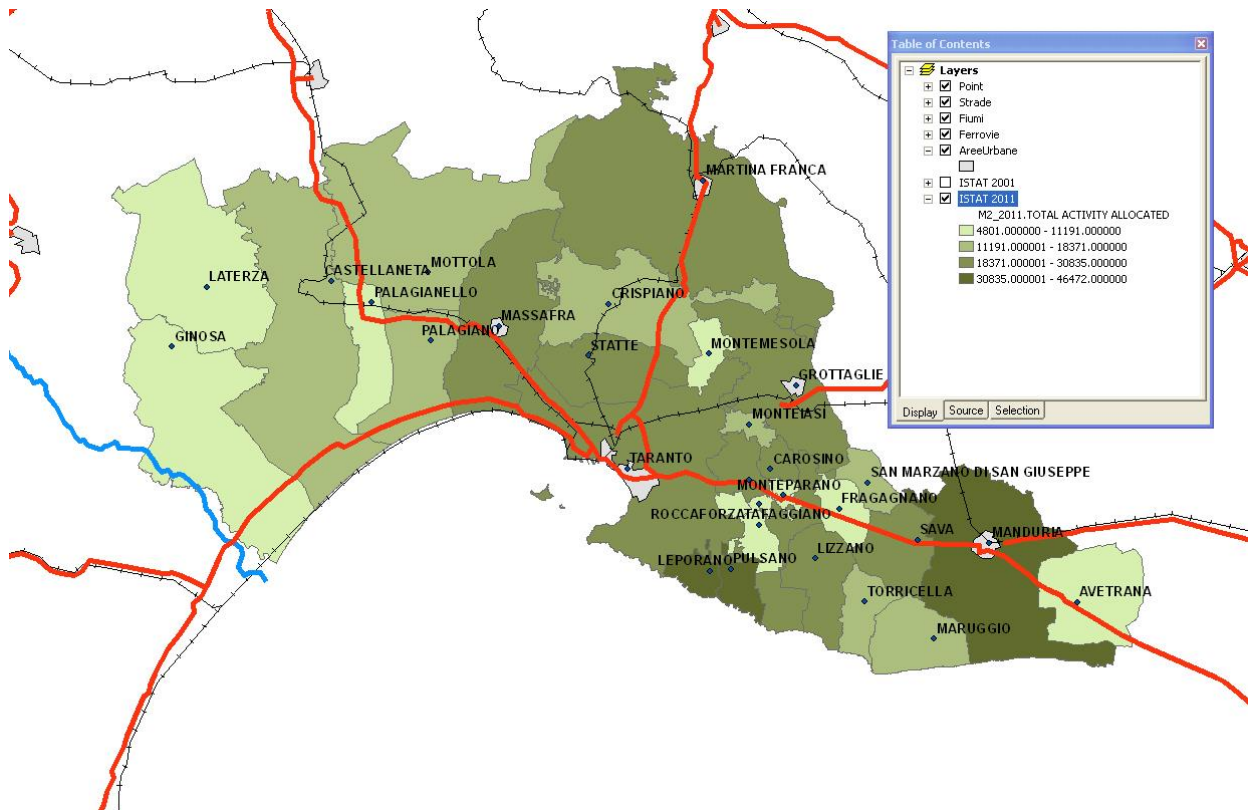 Table of Contents
Layers
Point
Strade
Fiumi
Ferrovie
AreeUrbane
ISTAT 2001
ISTAT 2011
M2_2011.TOTAL ACTIVITY ALLOCATED
4801.000000 - 11191.000000
11191.000001 - 18371.000000
18371.000001 - 30835.000000
30835.000001 - 46472.000000
Display Source Selection
MARTINA FRANCA
MOTTOLA
CASTELLANETA
LATERZA
PALAGIANELLO
CRISPIANO
MASSAFRA
PALAGIANO
GINOSA
STATTE
MONTEMESOLA
GROTTAGLIE
MONTEIASI
TARANTO
CAROSINO
SAN MARZANO DI SAN GIUSEPPE
MONTEPARANO
FRAGAGNANO
ROCCAFORZATA
FAGGIANO
SAVA
MANDURIA
LEPORANO
PULSANO
LIZZANO
TORRICELLA
AVETRANA
MARUGGIO